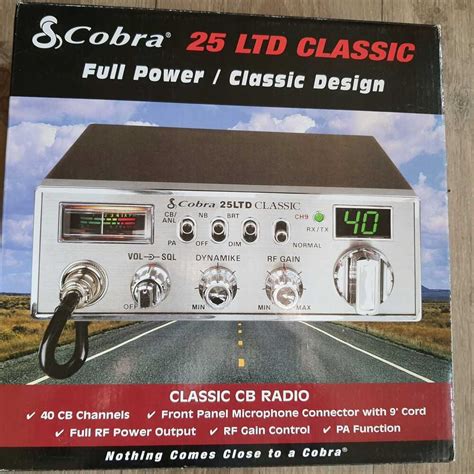 Cobra® 25 LTD CLASSIC
Full Power / Classic Design
Cobra 25LTD CLASSIC
CB/ANL NB BRT CH9
RX/TX
PA OFF DIM NORMAL
40
VOL SQL DYNAMIKE RF GAIN
OFF MIN MIN MAX
CLASSIC CB RADIO
✓ 40 CB Channels ✓ Front Panel Microphone Connector with 9' Cord
✓ Full RF Power Output ✓ RF Gain Control ✓ PA Function
Nothing Comes Close to a Cobra®